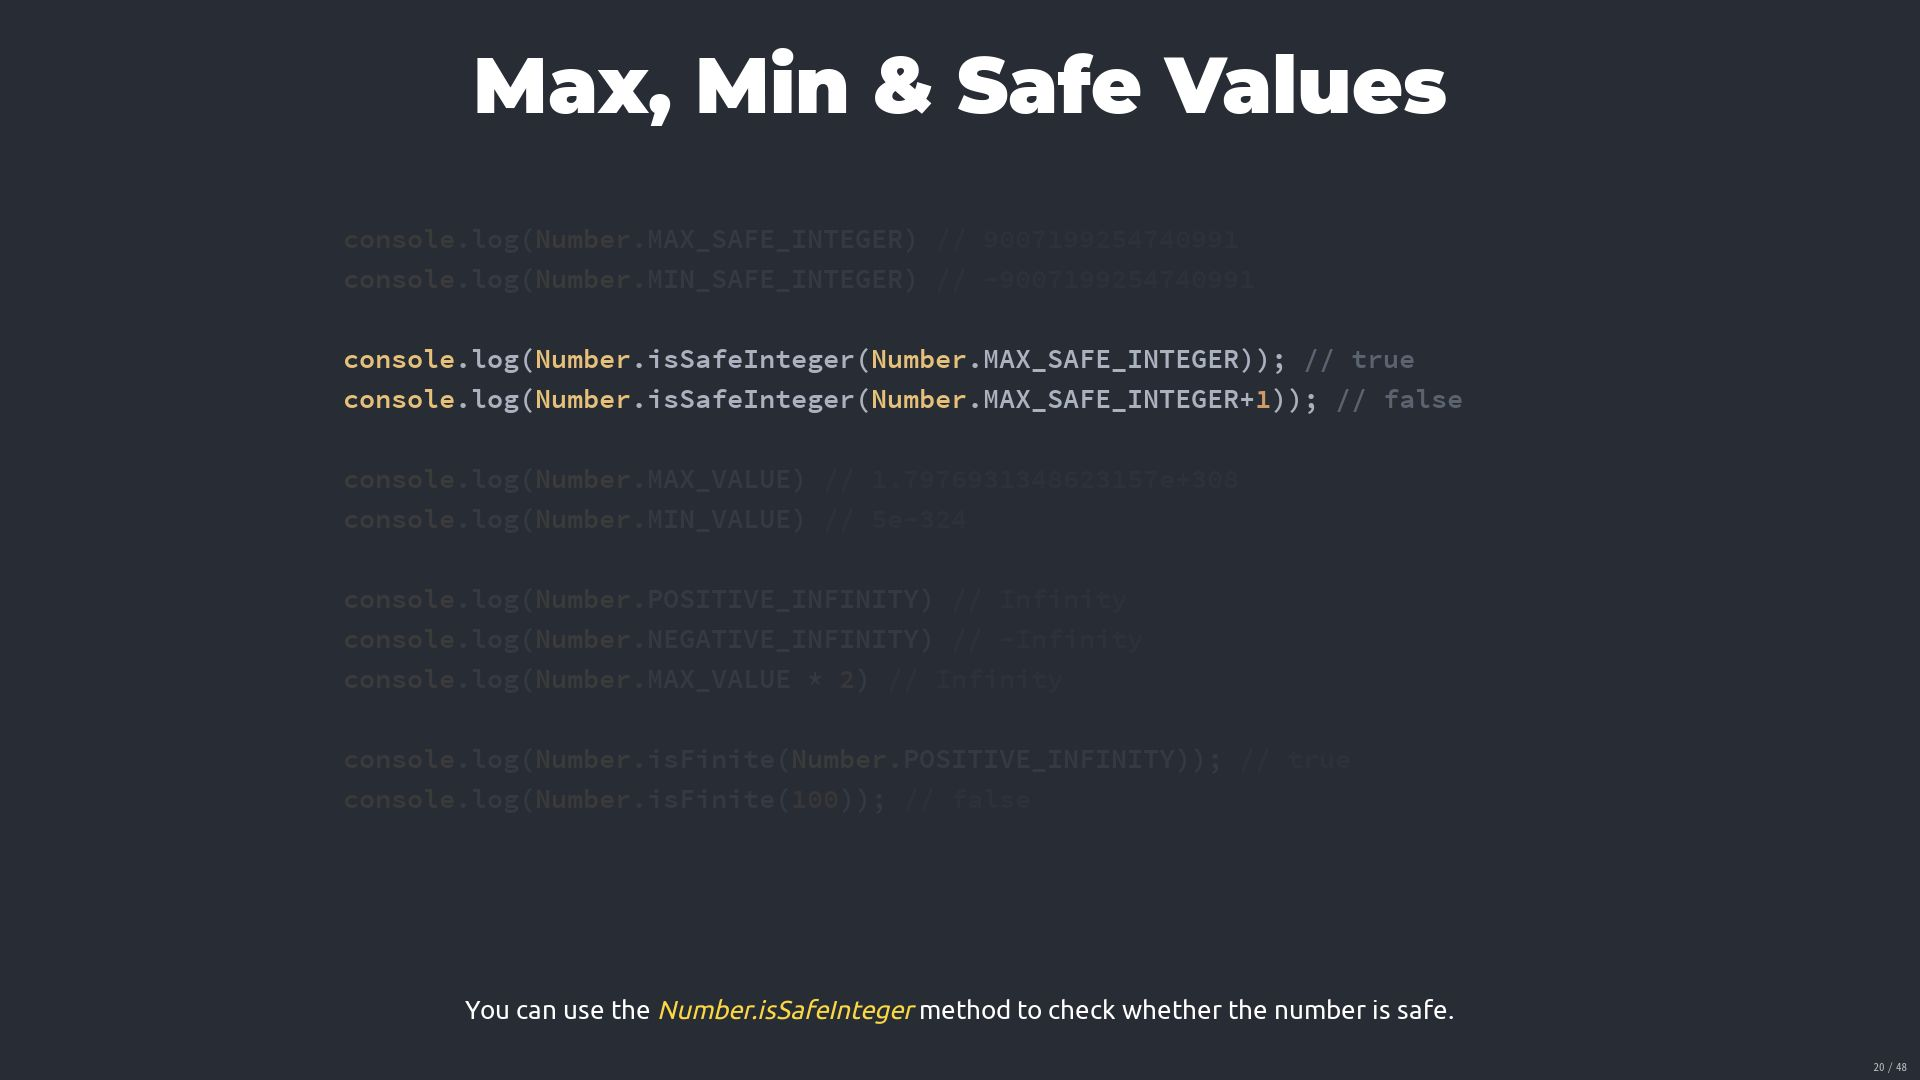 Max, Min & Safe Values
console.log(Number.MAX_SAFE_INTEGER) // 9007199254740991
console.log(Number.MIN_SAFE_INTEGER) // -9007199254740991
console.log(Number.isSafeInteger(Number.MAX_SAFE_INTEGER)); // true
console.log(Number.isSafeInteger(Number.MAX_SAFE_INTEGER+1)); // false
console.log(Number.MAX_VALUE) // 1.7976931348623157e+308
console.log(Number.MIN_VALUE) // 5e-324
console.log(Number.POSITIVE_INFINITY) // Infinity
console.log(Number.NEGATIVE_INFINITY) // -Infinity
console.log(Number.MAX_VALUE * 2) // Infinity
console.log(Number.isFinite(Number.POSITIVE_INFINITY)); // true
console.log(Number.isFinite(100)); // false
You can use the Number.isSafeInteger method to check whether the number is safe.
20 / 48